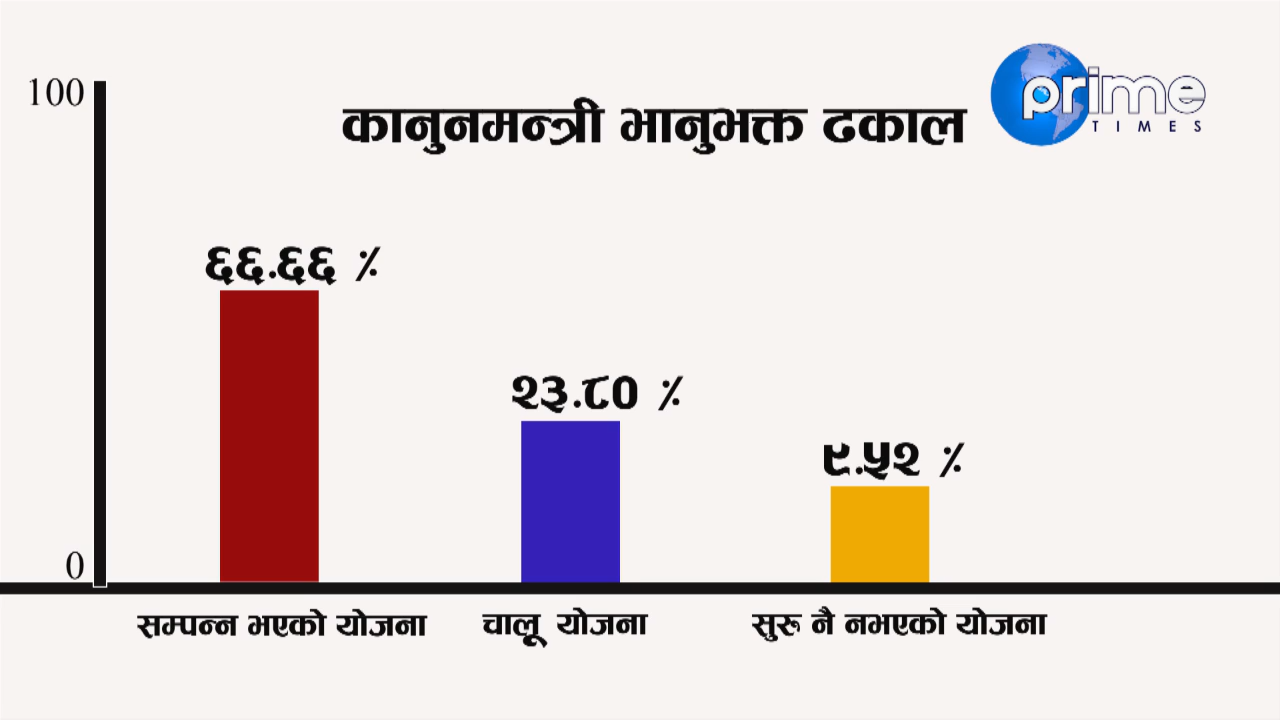 100
कानुनमन्त्री भानुभक्त ढकाल
prime
TIMES
६६.६६ %
२३.८० %
९.५२ %
0
सम्पन्न भएको योजना
चालू योजना
सुरू नै नभएको योजना